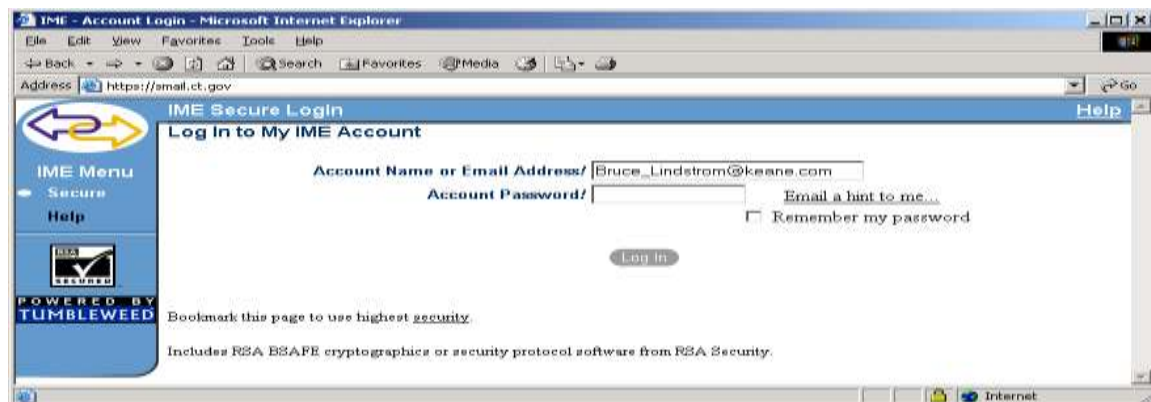 IME - Account Login - Microsoft Internet Explorer
File Edit View Favorites Tools Help
Back Search Favorites Media
Address https://smail.ct.gov Go
IME Secure Login Help
Log In to My IME Account
IME Menu
Secure
Help
Account Name or Email Address/ Bruce_Lindstrom@keane.com
Account Password/ Email a hint to me...
Remember my password
Log In
RSA
SECURED
POWERED BY
TUMBLEWEED
Bookmark this page to use highest security.
Includes RSA BSAFE cryptographics or security protocol software from RSA Security.
Internet